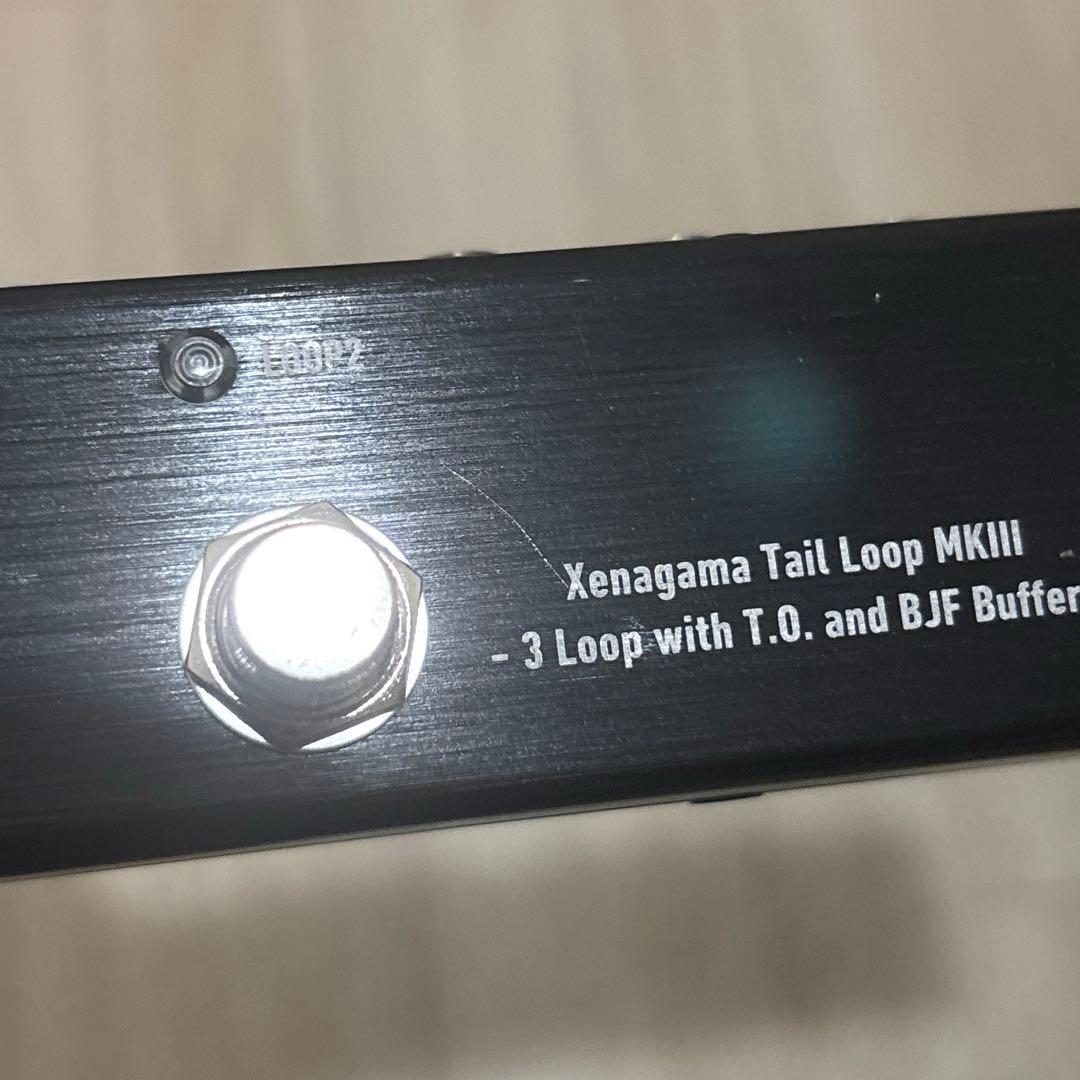 LOOP2
Xenagama Tail Loop MKIII
- 3 Loop with T.O. and BJF Buffer